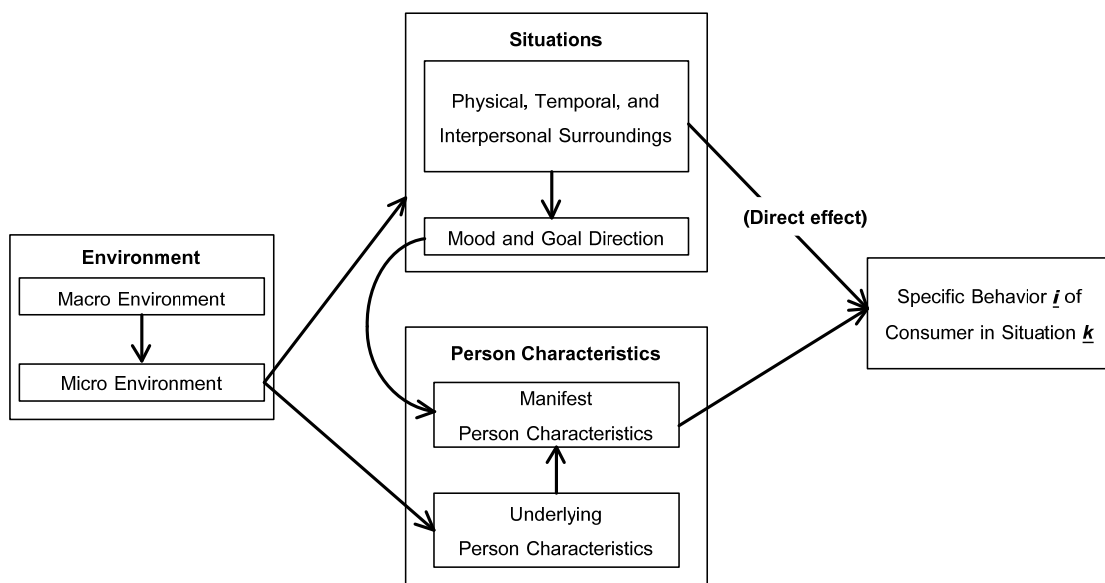 Situations
Physical, Temporal, and
Interpersonal Surroundings
Mood and Goal Direction
(Direct effect)
Environment
Macro Environment
Micro Environment
Specific Behavior i of
Consumer in Situation k
Person Characteristics
Manifest
Person Characteristics
Underlying
Person Characteristics